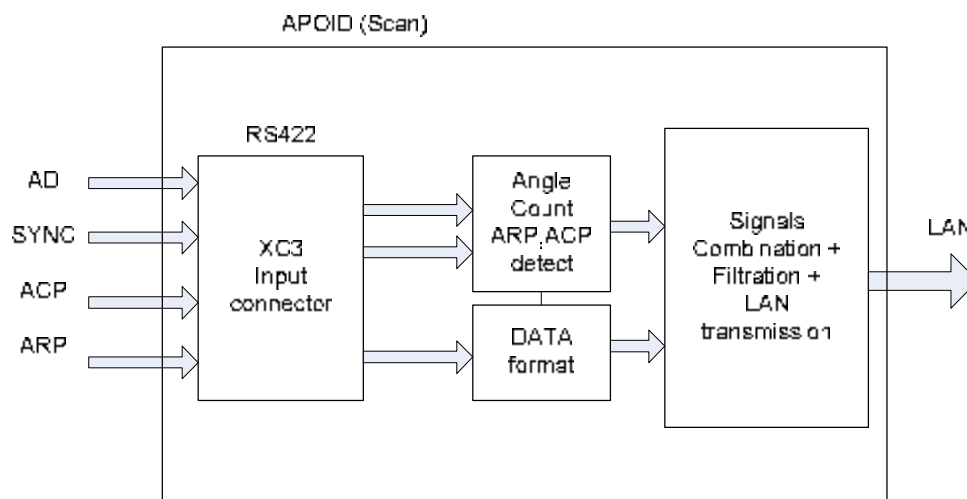 APOID (Scan)
RS422
AD
SYNC
ACP
ARP
XC3
Input
connector
Angle
Count
ARP,ACP
detect
DATA
format
Signals
Combination +
Filtration +
LAN
transmission
LAN